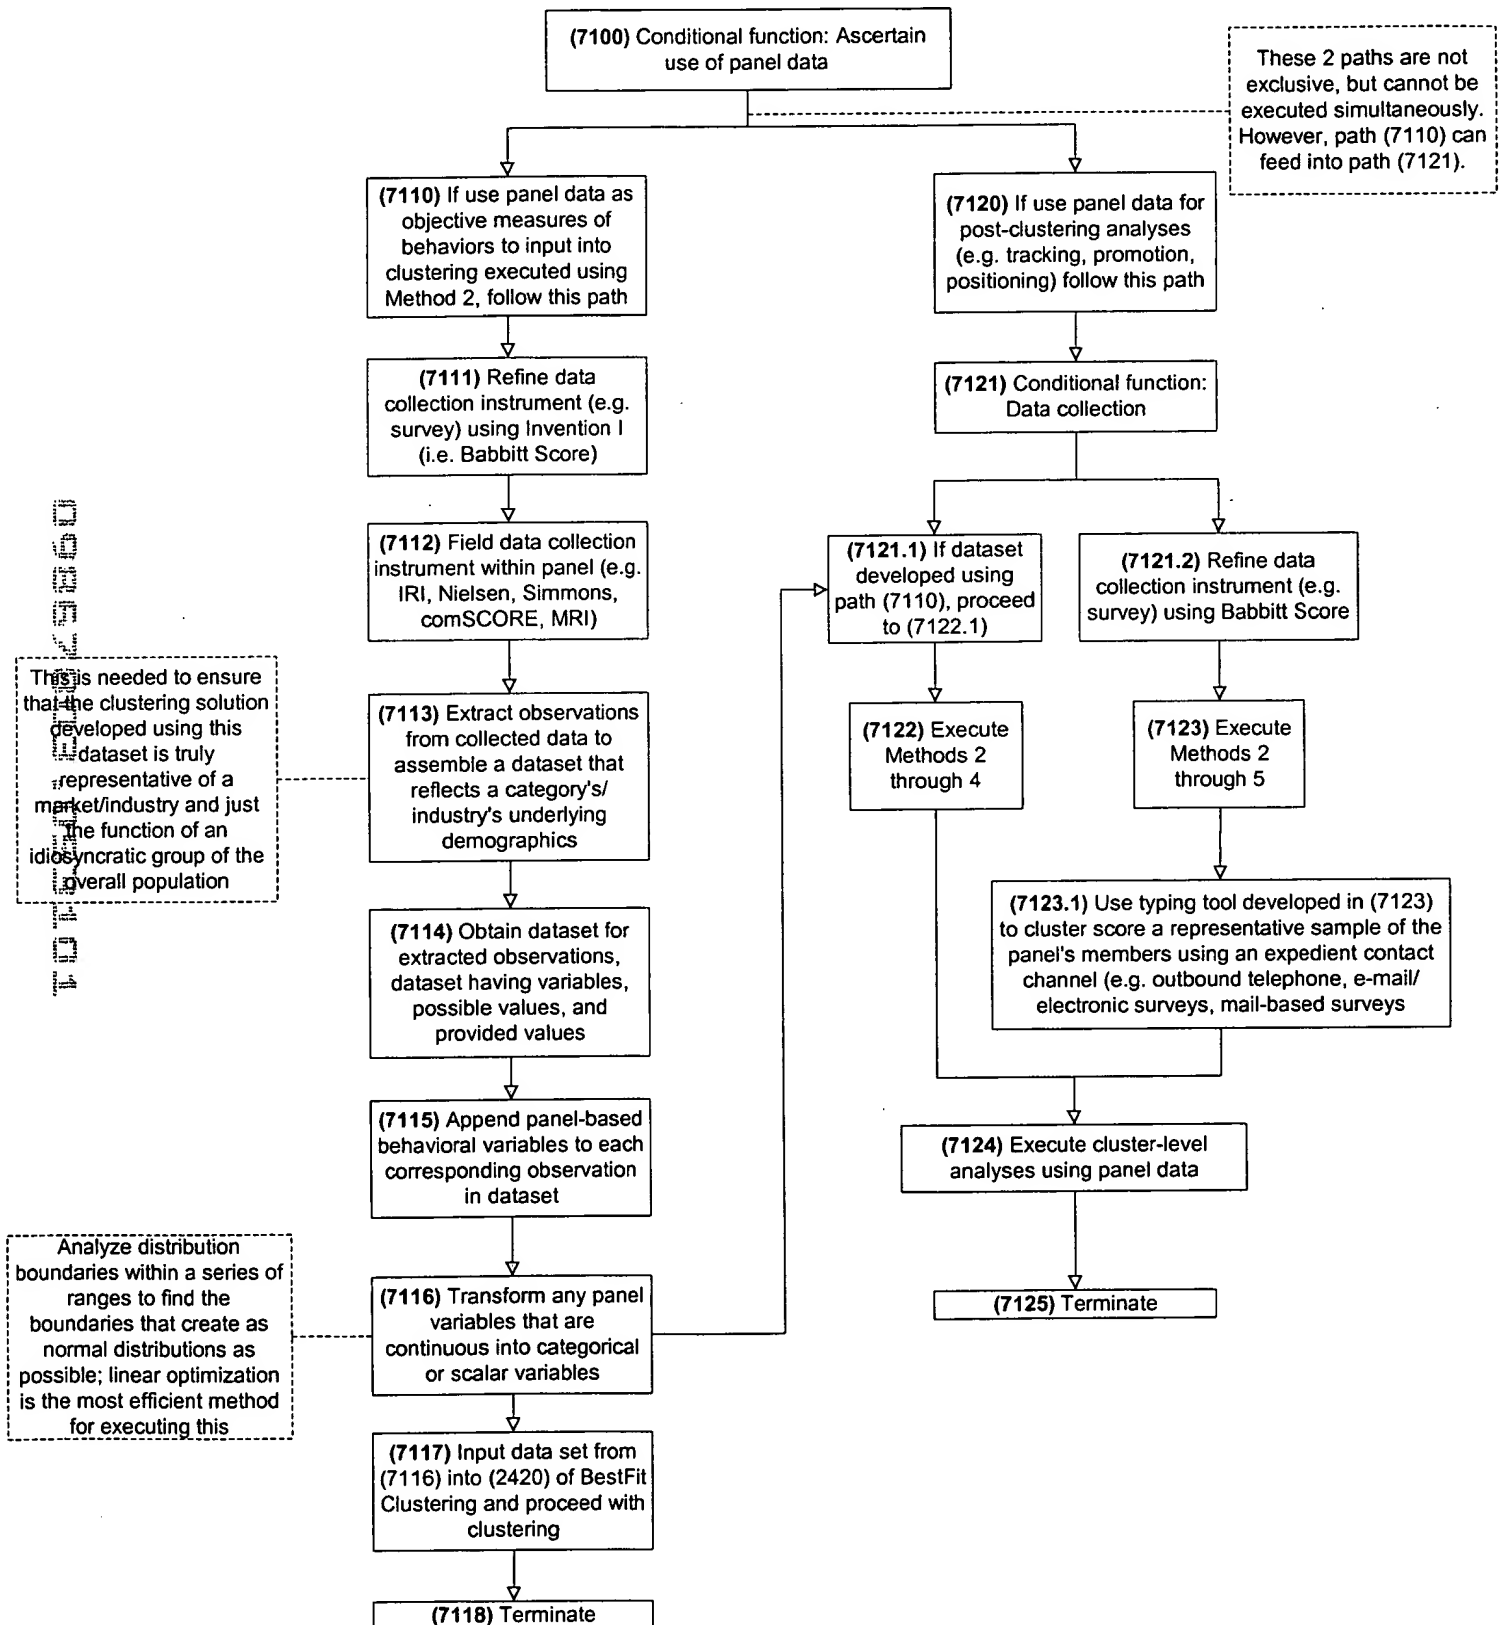 (7100) Conditional function: Ascertain
use of panel data
These 2 paths are not
exclusive, but cannot be
executed simultaneously.
However, path (7110) can
feed into path (7121).
(7110) If use panel data as
objective measures of
behaviors to input into
clustering executed using
Method 2, follow this path
(7120) If use panel data for
post-clustering analyses
(e.g. tracking, promotion,
positioning) follow this path
(7111) Refine data
collection instrument (e.g.
survey) using Invention I
(i.e. Babbitt Score)
(7121) Conditional function:
Data collection
(7112) Field data collection
instrument within panel (e.g.
IRI, Nielsen, Simmons,
comSCORE, MRI)
(7121.1) If dataset
developed using
path (7110), proceed
to (7122.1)
(7121.2) Refine data
collection instrument (e.g.
survey) using Babbitt Score
This is needed to ensure
that the clustering solution
developed using this
dataset is truly
representative of a
market/industry and just
the function of an
idiosyncratic group of the
overall population
(7113) Extract observations
from collected data to
assemble a dataset that
reflects a category's/
industry's underlying
demographics
(7122) Execute
Methods 2
through 4
(7123) Execute
Methods 2
through 5
(7114) Obtain dataset for
extracted observations,
dataset having variables,
possible values, and
provided values
(7123.1) Use typing tool developed in (7123)
to cluster score a representative sample of the
panel's members using an expedient contact
channel (e.g. outbound telephone, e-mail/
electronic surveys, mail-based surveys
(7115) Append panel-based
behavioral variables to each
corresponding observation
in dataset
(7124) Execute cluster-level
analyses using panel data
Analyze distribution
boundaries within a series of
ranges to find the
boundaries that create as
normal distributions as
possible; linear optimization
is the most efficient method
for executing this
(7116) Transform any panel
variables that are
continuous into categorical
or scalar variables
(7125) Terminate
(7117) Input data set from
(7116) into (2420) of BestFit
Clustering and proceed with
clustering
(7118) Terminate